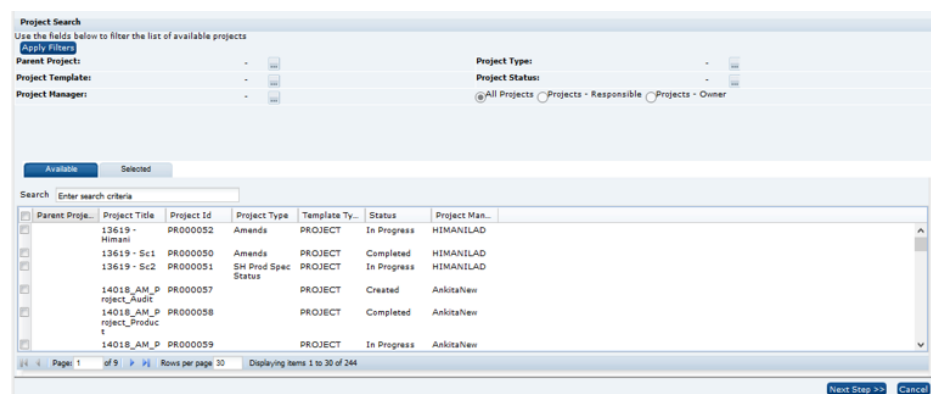 Project Search
Use the fields below to filter the list of available projects
Apply Filters
Parent Project: - ... Project Type: - ...
Project Template: - ... Project Status: - ...
Project Manager: - ... All Projects Projects - Responsible Projects - Owner
Available Selected
Search Enter search criteria
Parent Proje... Project Title Project Id Project Type Template Ty... Status Project Man...
13619 - PR000052 Amends PROJECT In Progress HIMANILAD
Himani
13619 - Sc1 PR000050 Amends PROJECT Completed HIMANILAD
13619 - Sc2 PR000051 SH Prod Spec PROJECT In Progress HIMANILAD
Status
14018_AM_P PR000057 PROJECT Created AnkitaNew
roject_Audit
14018_AM_P PR000058 PROJECT Completed AnkitaNew
roject_Produc
t
14018_AM_P PR000059 PROJECT In Progress AnkitaNew
Page: 1 of 9 Rows per page 30 Displaying items 1 to 30 of 244
Next Step >> Cancel